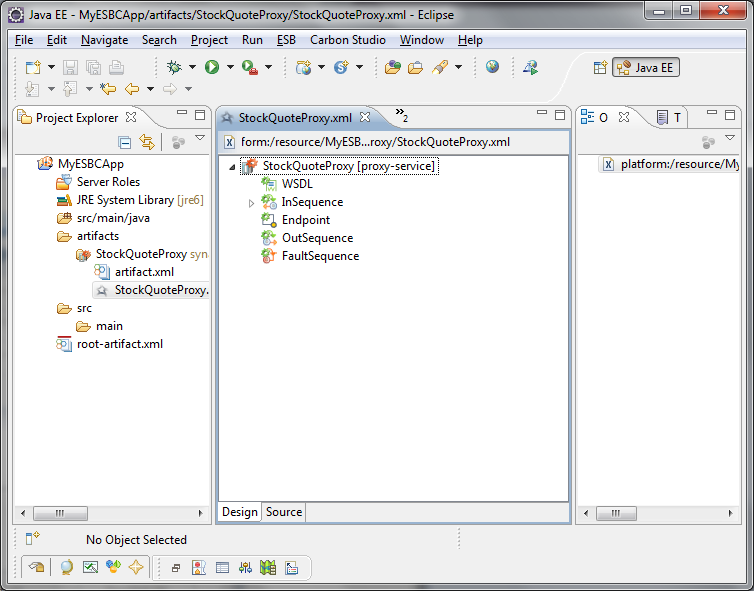 Java EE - MyESBCApp/artifacts/StockQuoteProxy/StockQuoteProxy.xml - Eclipse
File Edit Navigate Search Project Run ESB Carbon Studio Window Help
Java EE
Project Explorer
StockQuoteProxy.xml
»2
O
T
form:/resource/MyESB...roxy/StockQuoteProxy.xml
MyESBCApp
Server Roles
JRE System Library [jre6]
src/main/java
artifacts
StockQuoteProxy syna
artifact.xml
StockQuoteProxy.
src
main
root-artifact.xml
StockQuoteProxy [proxy-service]
WSDL
InSequence
Endpoint
OutSequence
FaultSequence
platform:/resource/My
Design Source
No Object Selected